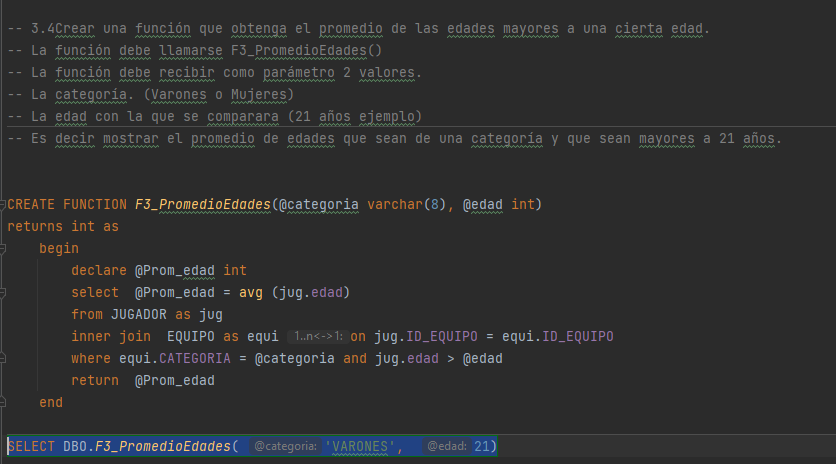 -- 3.4Crear una función que obtenga el promedio de las edades mayores a una cierta edad.
-- La función debe llamarse F3_PromedioEdades()
-- La función debe recibir como parámetro 2 valores.
-- La categoría. (Varones o Mujeres)
-- La edad con la que se comparara (21 años ejemplo)
-- Es decir mostrar el promedio de edades que sean de una categoría y que sean mayores a 21 años.
CREATE FUNCTION F3_PromedioEdades(@categoria varchar(8), @edad int)
returns int as
begin
declare @Prom_edad int
select  @Prom_edad = avg (jug.edad)
from JUGADOR as jug
inner join  EQUIPO as equi 1..n<->1: on jug.ID_EQUIPO = equi.ID_EQUIPO
where equi.CATEGORIA = @categoria and jug.edad > @edad
return  @Prom_edad
end
SELECT DBO.F3_PromedioEdades( @categoria: 'VARONES', @edad: 21)